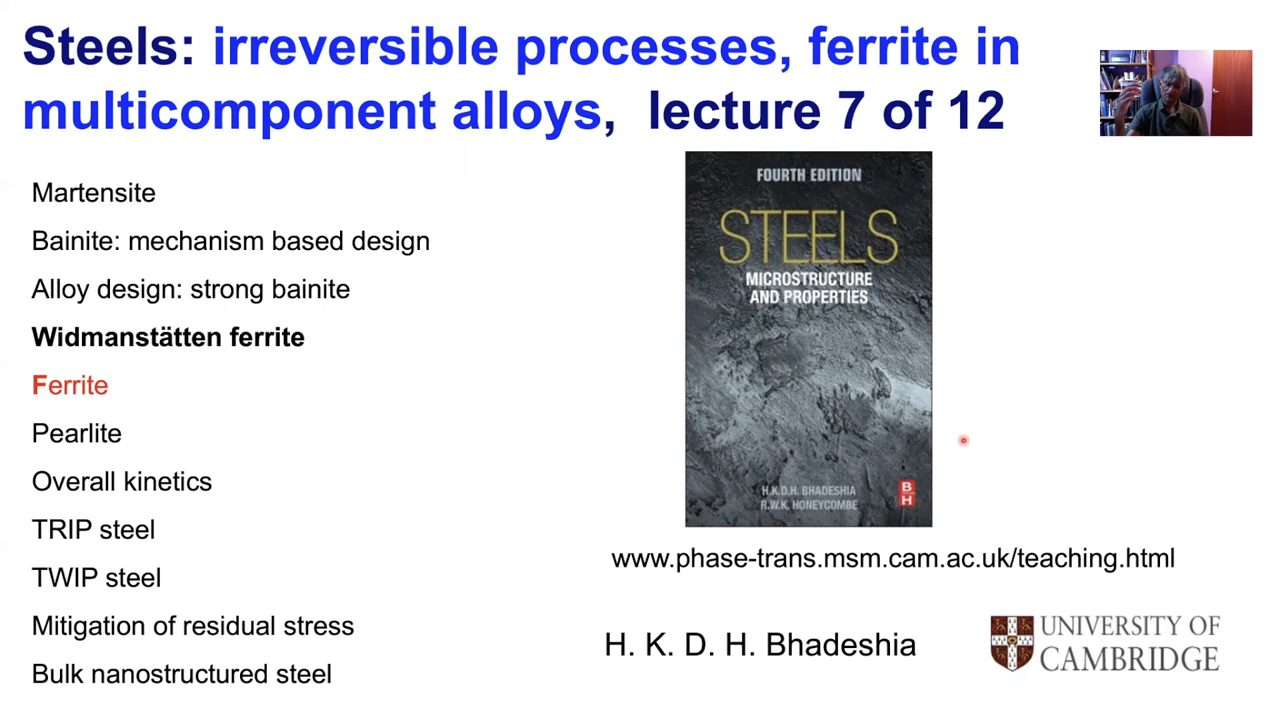 Steels: irreversible processes, ferrite in
multicomponent alloys, lecture 7 of 12
Martensite
Bainite: mechanism based design
Alloy design: strong bainite
Widmanstätten ferrite
Ferrite
Pearlite
Overall kinetics
TRIP steel
TWIP steel
Mitigation of residual stress
Bulk nanostructured steel
FOURTH EDITION
STEELS
MICROSTRUCTURE
AND PROPERTIES
H.K.D.H. BHADESHIA
R.W.K. HONEYCOMBE
B
H
www.phase-trans.msm.cam.ac.uk/teaching.html
H. K. D. H. Bhadeshia
UNIVERSITY OF
CAMBRIDGE